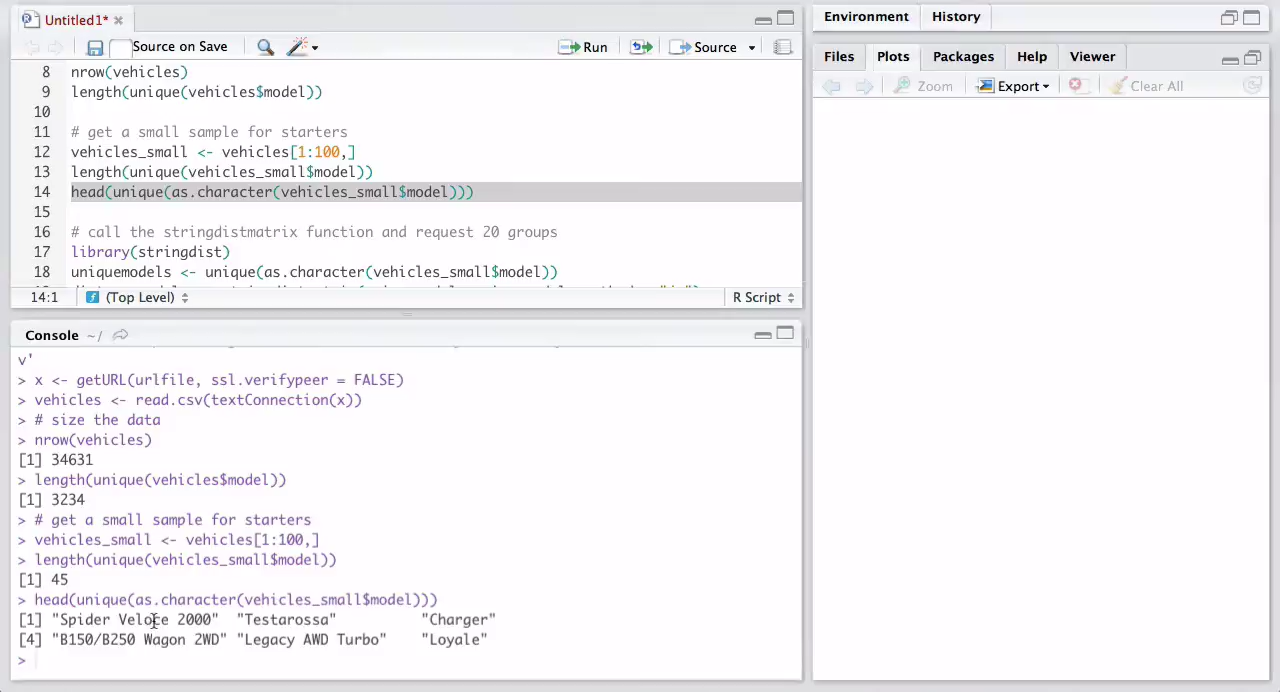 Untitled1*
Source on Save
Run
Source
8 nrow(vehicles)
9 length(unique(vehicles$model))
10
11 # get a small sample for starters
12 vehicles_small <- vehicles[1:100,]
13 length(unique(vehicles_small$model))
14 head(unique(as.character(vehicles_small$model)))
15
16 # call the stringdistmatrix function and request 20 groups
17 library(stringdist)
18 uniquemodels <- unique(as.character(vehicles_small$model))
14:1 (Top Level) R Script
Console ~/
v'
> x <- getURL(urlfile, ssl.verifypeer = FALSE)
> vehicles <- read.csv(textConnection(x))
> # size the data
> nrow(vehicles)
[1] 34631
> length(unique(vehicles$model))
[1] 3234
> # get a small sample for starters
> vehicles_small <- vehicles[1:100,]
> length(unique(vehicles_small$model))
[1] 45
> head(unique(as.character(vehicles_small$model)))
[1] "Spider Veloce 2000" "Testarossa" "Charger"
[4] "B150/B250 Wagon 2WD" "Legacy AWD Turbo" "Loyale"
>
Environment History
Files Plots Packages Help Viewer
Zoom Export Clear All